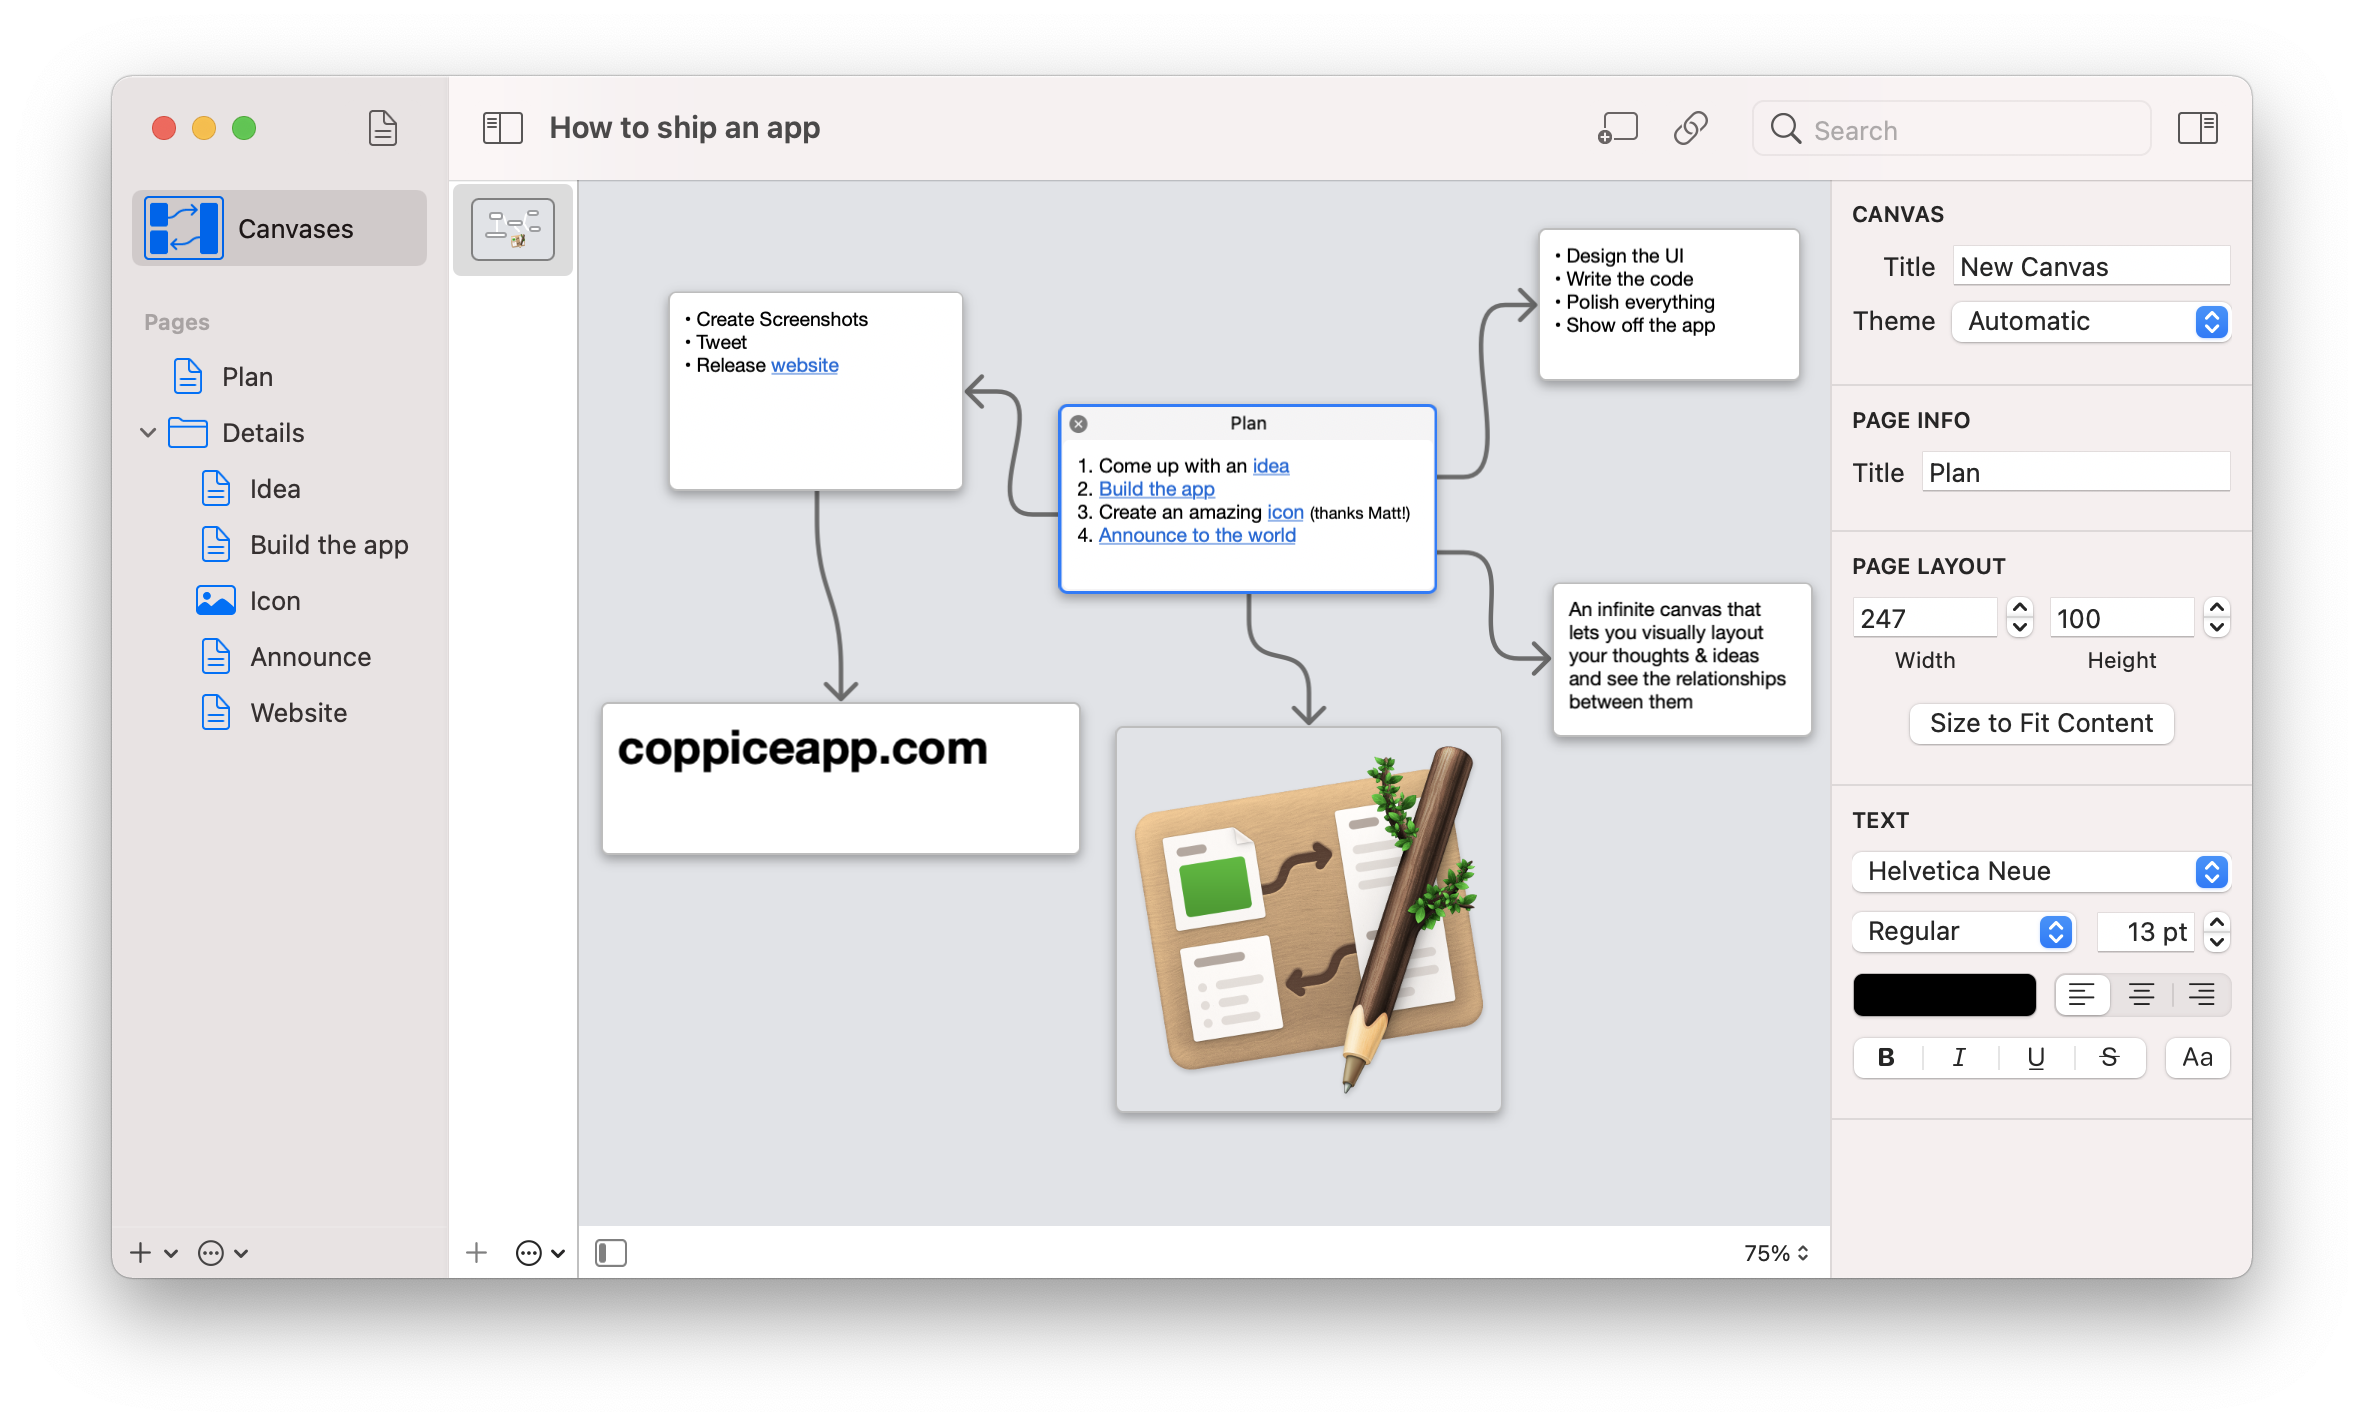 How to ship an app
Search
Canvases
Pages
Plan
Details
Idea
Build the app
Icon
Announce
Website
• Create Screenshots
• Tweet
• Release website
• Design the UI
• Write the code
• Polish everything
• Show off the app
Plan
1. Come up with an idea
2. Build the app
3. Create an amazing icon (thanks Matt!)
4. Announce to the world
An infinite canvas that
lets you visually layout
your thoughts & ideas
and see the relationships
between them
coppiceapp.com
75%
CANVAS
Title New Canvas
Theme Automatic
PAGE INFO
Title Plan
PAGE LAYOUT
247 100
Width Height
Size to Fit Content
TEXT
Helvetica Neue
Regular 13 pt
B I U S Aa